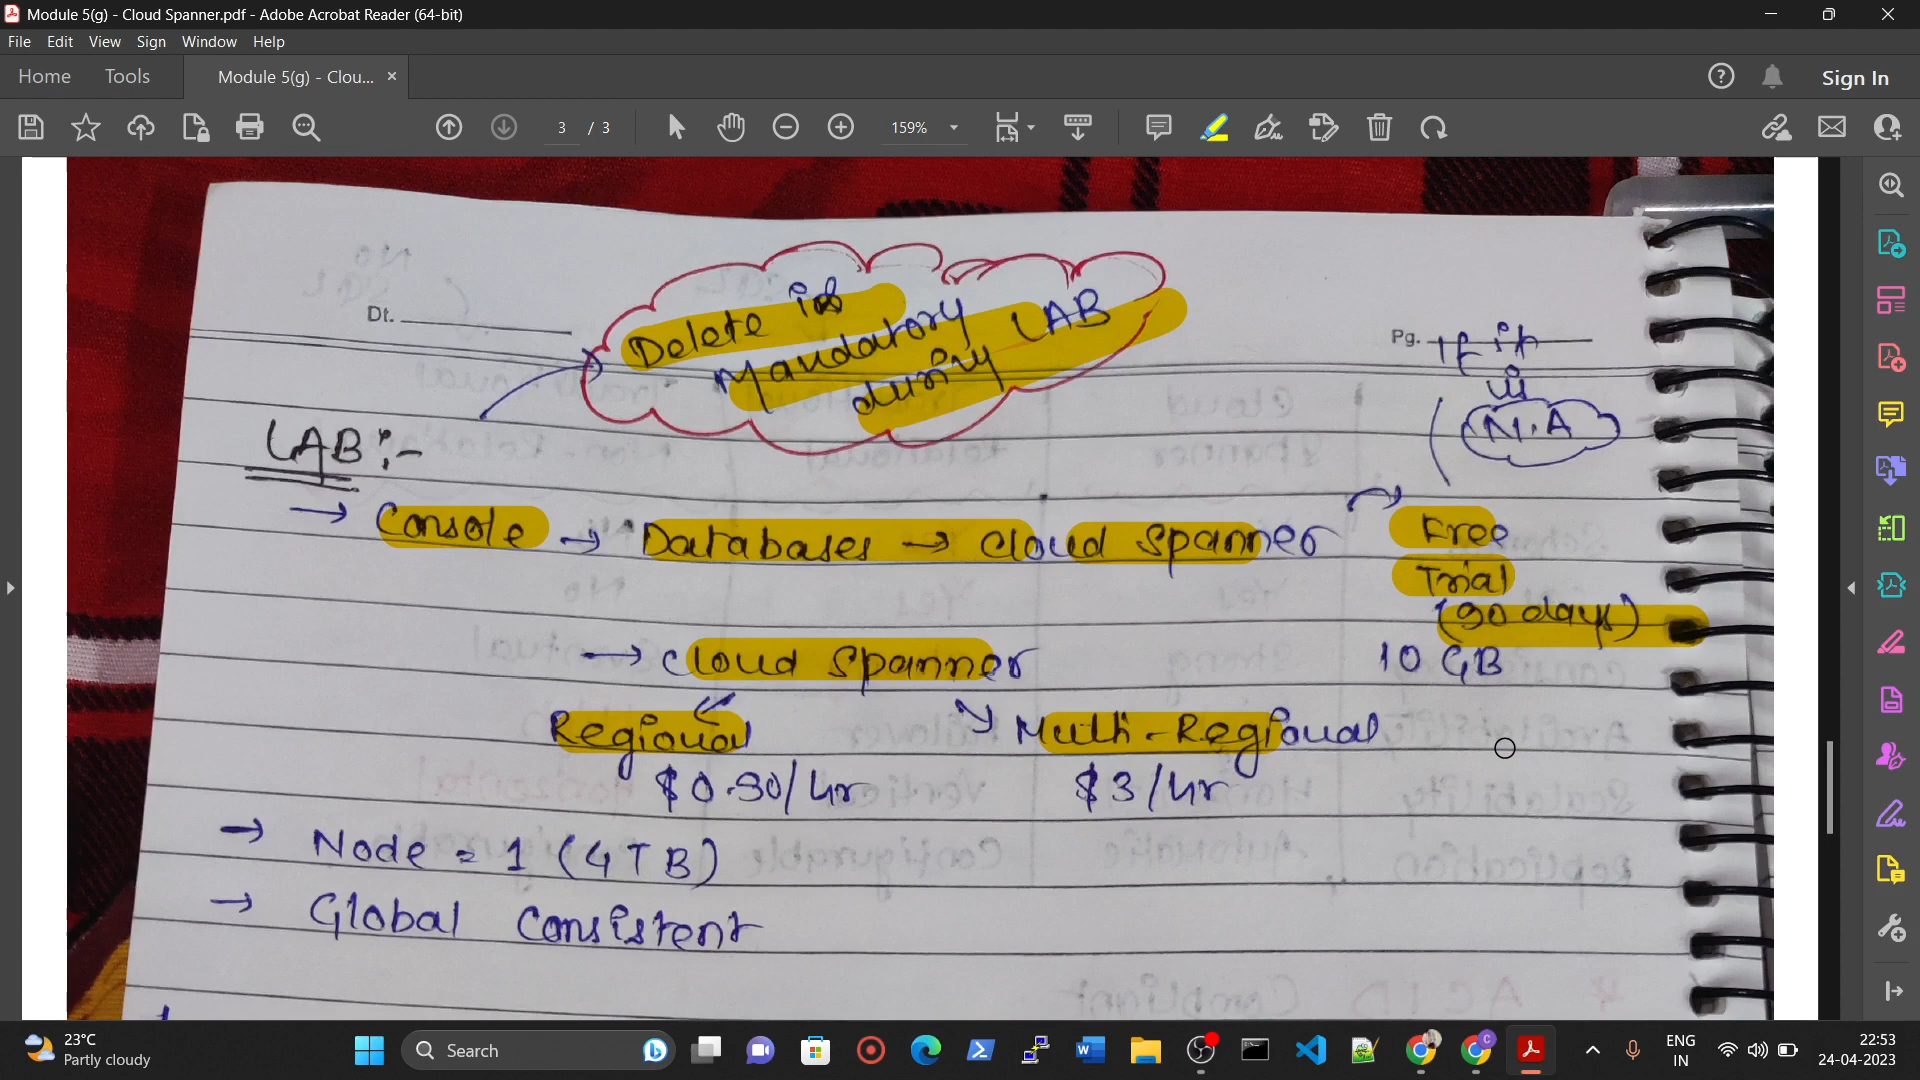 Module 5(g) - Cloud Spanner.pdf - Adobe Acrobat Reader (64-bit)
File Edit View Sign Window Help
Home Tools Module 5(g) - Clou... × Sign In
3 / 3 159%
Dt.
Delete is
Mandatory LAB
during
Pg. If it
is
N.A
LAB :-
→ Console → Databases → Cloud Spanner
Free
Trial
(90 days)
10 GB
→ Cloud Spanner
Regional Multi-Regional
$0.90/hr $3/hr
→ Node = 1 (4TB)
→ Global Consistent
23°C
Partly cloudy
Search
ENG
IN
22:53
24-04-2023